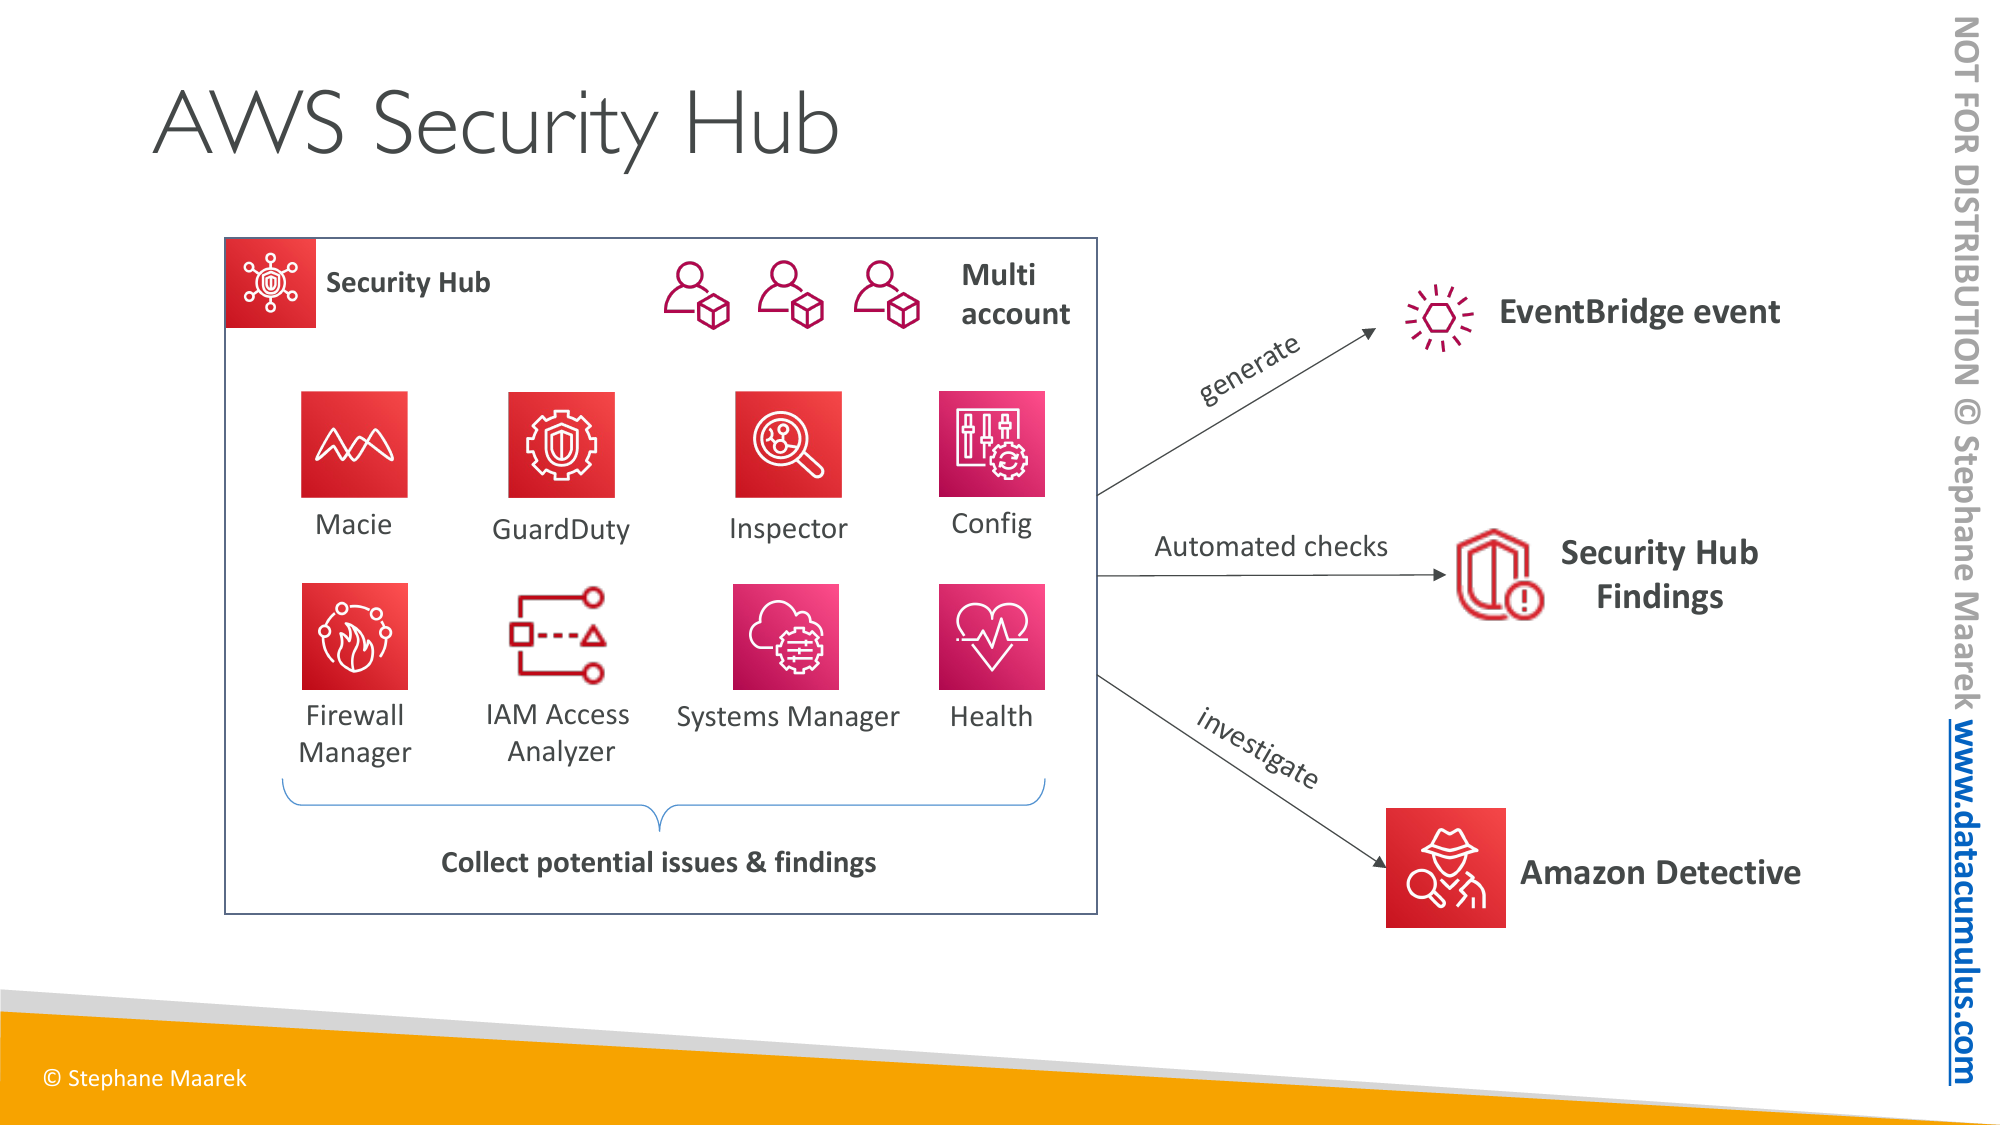 AWS Security Hub
Security Hub
Multi
account
Macie
GuardDuty
Inspector
Config
Firewall
Manager
IAM Access
Analyzer
Systems Manager
Health
Collect potential issues & findings
generate
EventBridge event
Automated checks
Security Hub
Findings
investigate
Amazon Detective
© Stephane Maarek
NOT FOR DISTRIBUTION © Stephane Maarek www.datacumulus.com